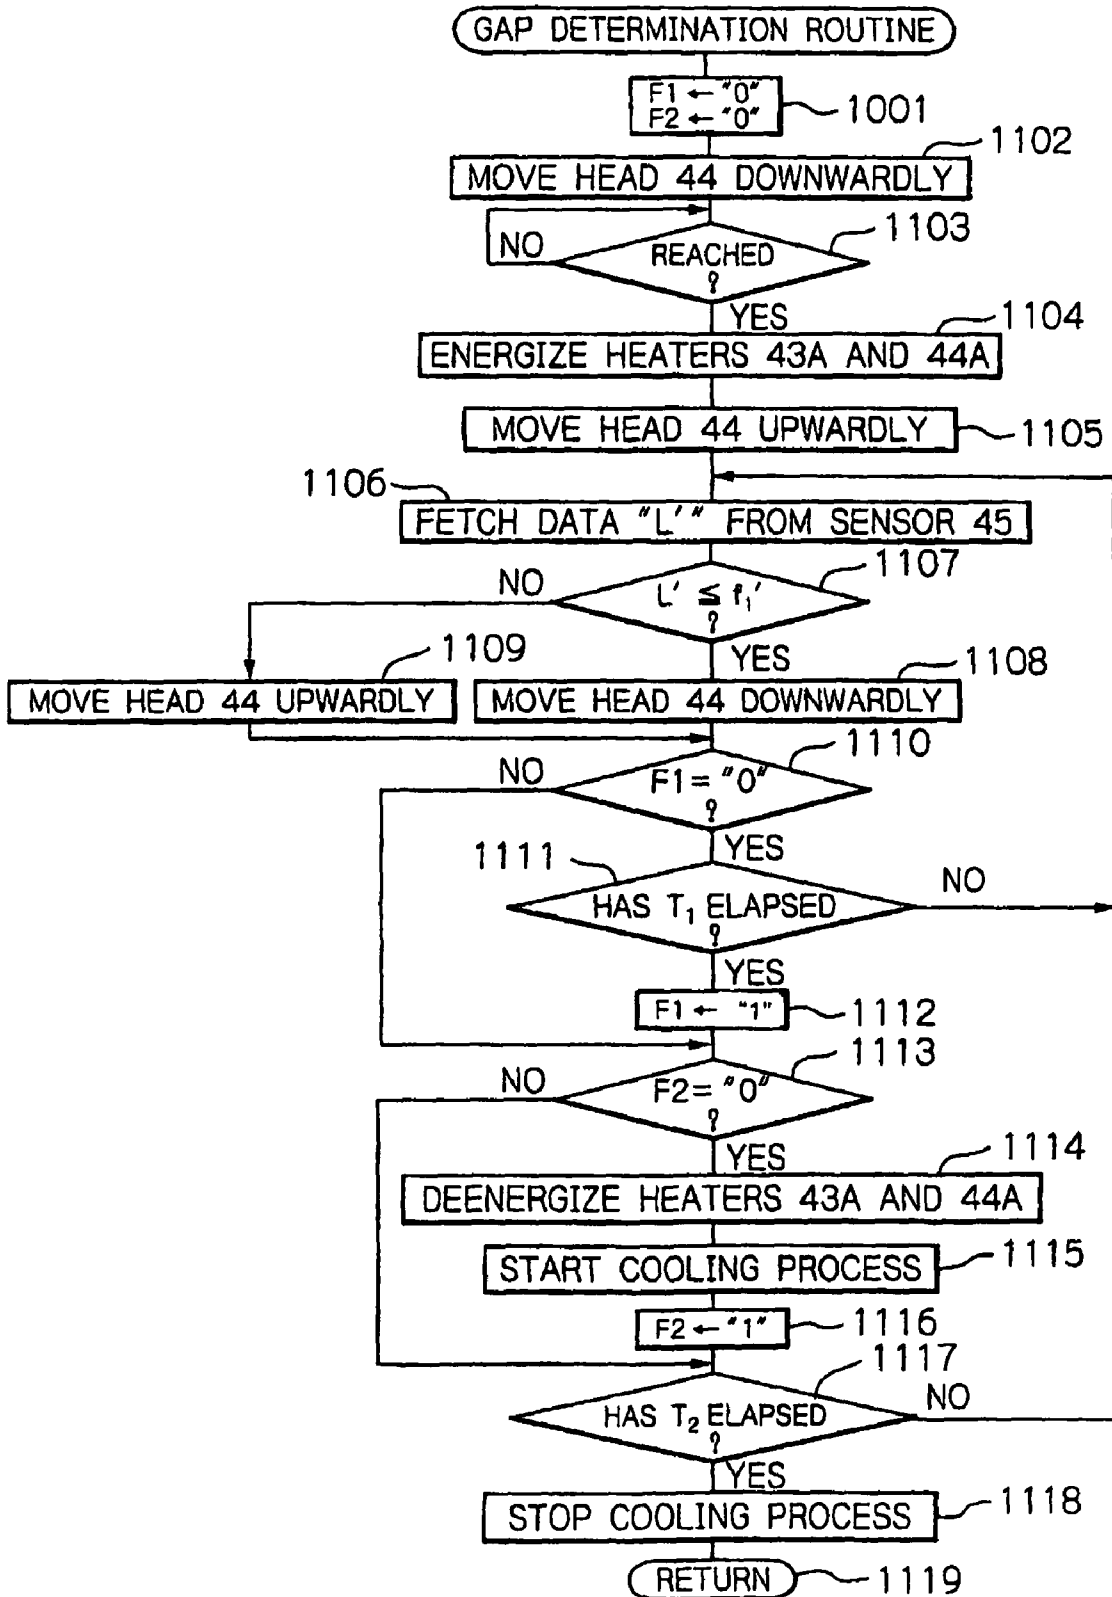 GAP DETERMINATION ROUTINE
F1 ← "0"
F2 ← "0"
1001
1102
MOVE HEAD 44 DOWNWARDLY
1103
NO
REACHED
?
YES
1104
ENERGIZE HEATERS 43A AND 44A
MOVE HEAD 44 UPWARDLY
1105
1106
FETCH DATA "L'" FROM SENSOR 45
1107
NO
L' ≦ f₁'
?
YES
1109
1108
MOVE HEAD 44 UPWARDLY
MOVE HEAD 44 DOWNWARDLY
1110
NO
F1 = "0"
?
YES
1111
NO
HAS T₁ ELAPSED
?
YES
F1 ← "1"
1112
1113
NO
F2 = "0"
?
YES
1114
DEENERGIZE HEATERS 43A AND 44A
START COOLING PROCESS
1115
F2 ← "1"
1116
1117
NO
HAS T₂ ELAPSED
?
YES
STOP COOLING PROCESS
1118
RETURN
1119